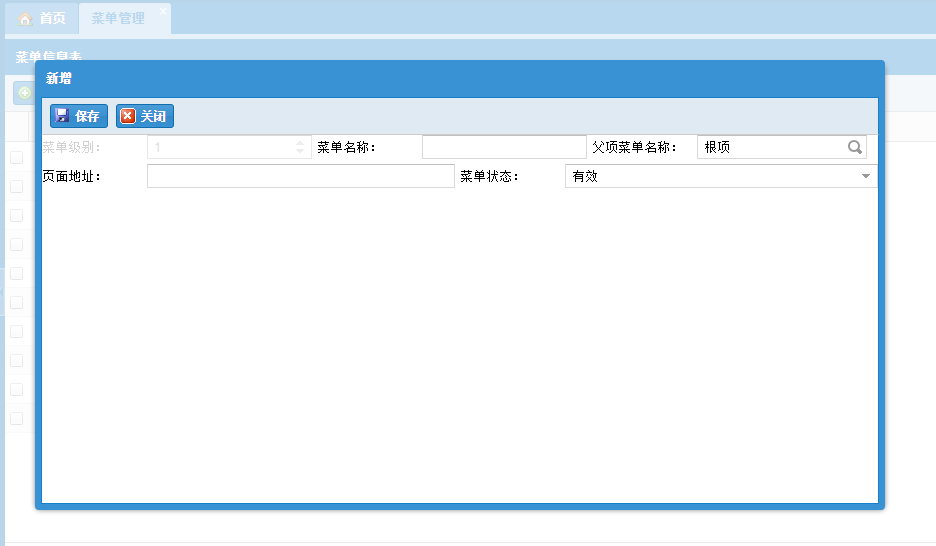 首页 菜单管理
菜单信息表
新增
保存 关闭
菜单级别： 1 菜单名称： 父项菜单名称： 根项
页面地址： 菜单状态： 有效